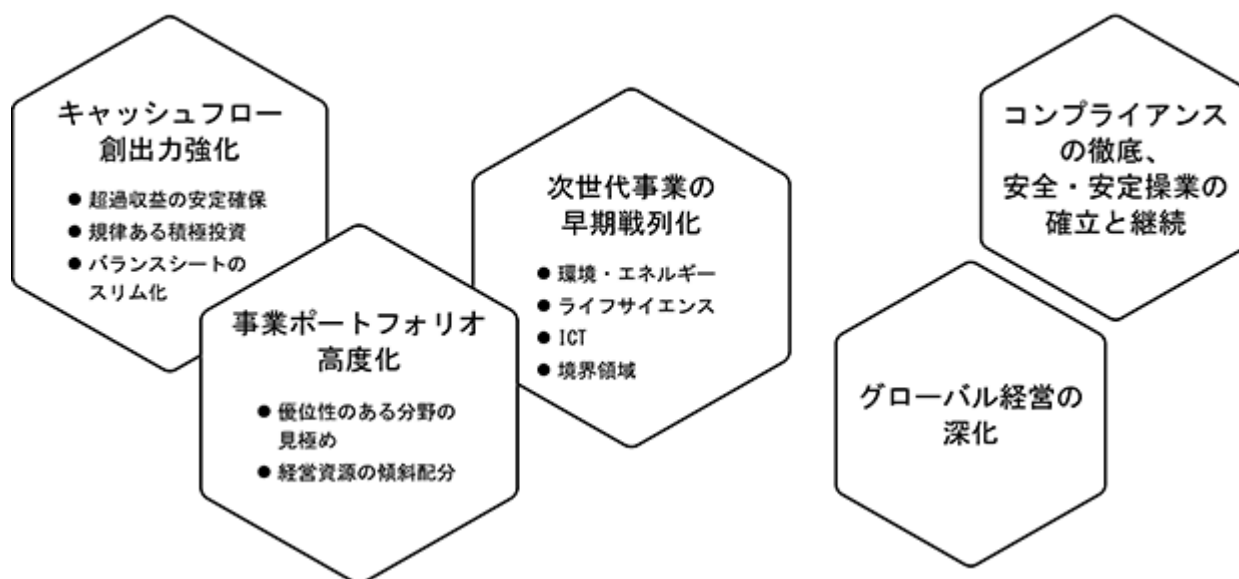 キャッシュフロー
創出力強化
● 超過収益の安定確保
● 規律ある積極投資
● バランスシートの
スリム化
事業ポートフォリオ
高度化
● 優位性のある分野の
見極め
● 経営資源の傾斜配分
次世代事業の
早期戦列化
● 環境・エネルギー
● ライフサイエンス
● ICT
● 境界領域
コンプライアンス
の徹底、
安全・安定操業の
確立と継続
グローバル経営の
深化